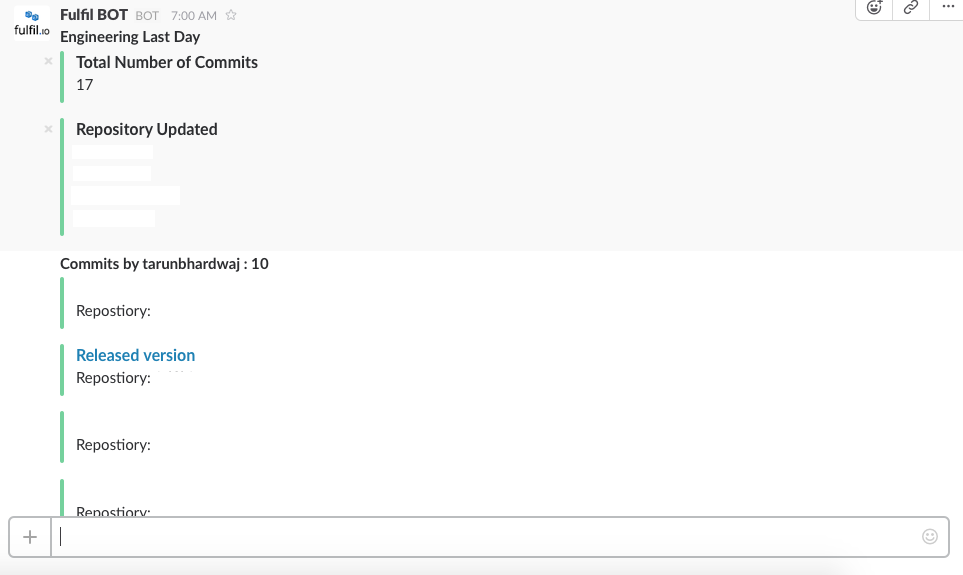 fulfil.io
Fulfil BOT BOT 7:00 AM
Engineering Last Day
Total Number of Commits
17
Repository Updated
Commits by tarunbhardwaj : 10
Repostiory:
Released version
Repostiory:
Repostiory:
Repostiory: